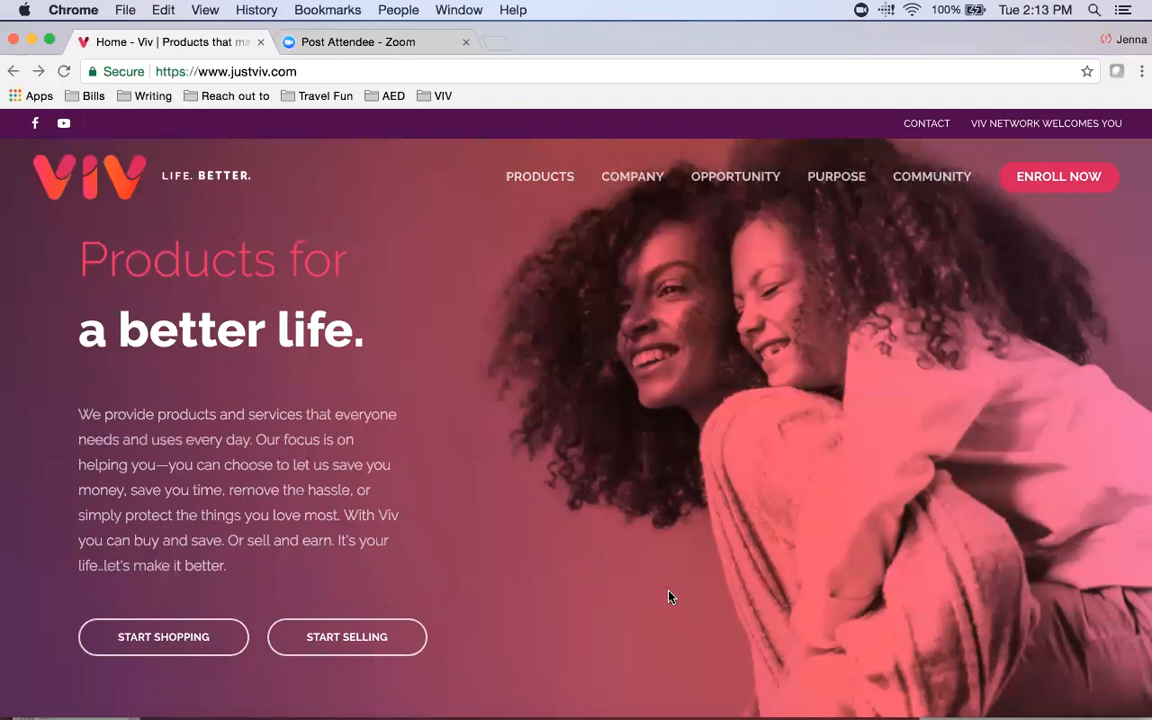 Chrome File Edit View History Bookmarks People Window Help 100% Tue 2:13 PM
Home - Viv | Products that ma Post Attendee - Zoom Jenna
Secure https://www.justviv.com
Apps Bills Writing Reach out to Travel Fun AED VIV
CONTACT VIV NETWORK WELCOMES YOU
VIV LIFE. BETTER. PRODUCTS COMPANY OPPORTUNITY PURPOSE COMMUNITY ENROLL NOW
Products for
a better life.
We provide products and services that everyone
needs and uses every day. Our focus is on
helping you—you can choose to let us save you
money, save you time, remove the hassle, or
simply protect the things you love most. With Viv
you can buy and save. Or sell and earn. It's your
life...let's make it better.
START SHOPPING START SELLING